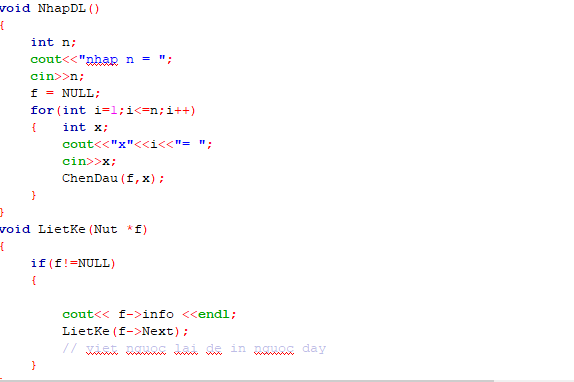 void NhapDL()
{
int n;
cout<<"nhap n = ";
cin>>n;
f = NULL;
for(int i=1;i<=n;i++)
{ int x;
cout<<"x"<<i<<"= ";
cin>>x;
ChenDau(f,x);
}
}
void LietKe(Nut *f)
{
if(f!=NULL)
{
cout<< f->info <<endl;
LietKe(f->Next);
// viet nguoc lai de in nguoc day
}